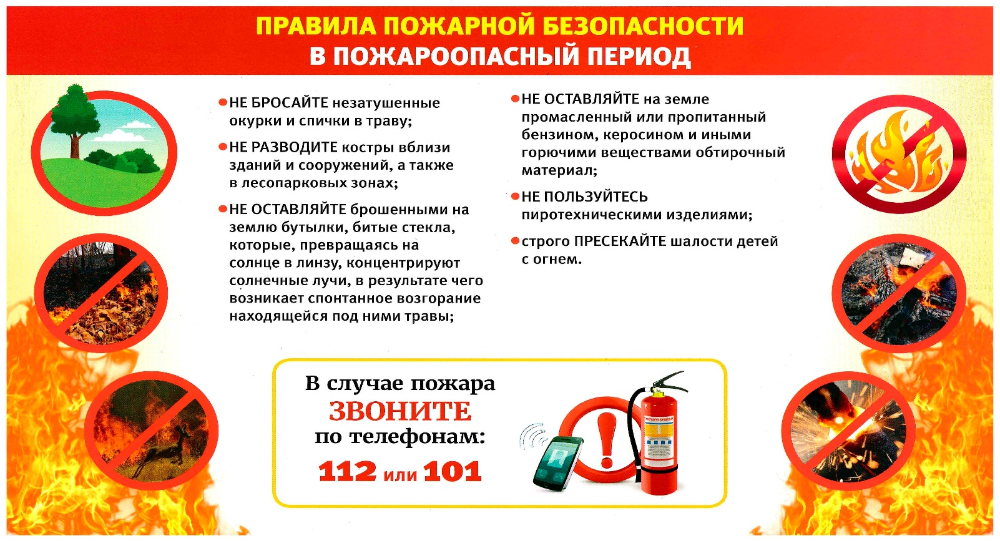 ПРАВИЛА ПОЖАРНОЙ БЕЗОПАСНОСТИ
В ПОЖАРООПАСНЫЙ ПЕРИОД
НЕ БРОСАЙТЕ незатушенные
окурки и спички в траву;
НЕ РАЗВОДИТЕ костры вблизи
зданий и сооружений, а также
в лесопарковых зонах;
НЕ ОСТАВЛЯЙТЕ брошенными на
землю бутылки, битые стекла,
которые, превращаясь на
солнце в линзу, концентрируют
солнечные лучи, в результате чего
возникает спонтанное возгорание
находящейся под ними травы;
НЕ ОСТАВЛЯЙТЕ на земле
промасленный или пропитанный
бензином, керосином и иными
горючими веществами обтирочный
материал;
НЕ ПОЛЬЗУЙТЕСЬ
пиротехническими изделиями;
строго ПРЕСЕКАЙТЕ шалости детей
с огнем.
В случае пожара
ЗВОНИТЕ
по телефонам:
112 или 101